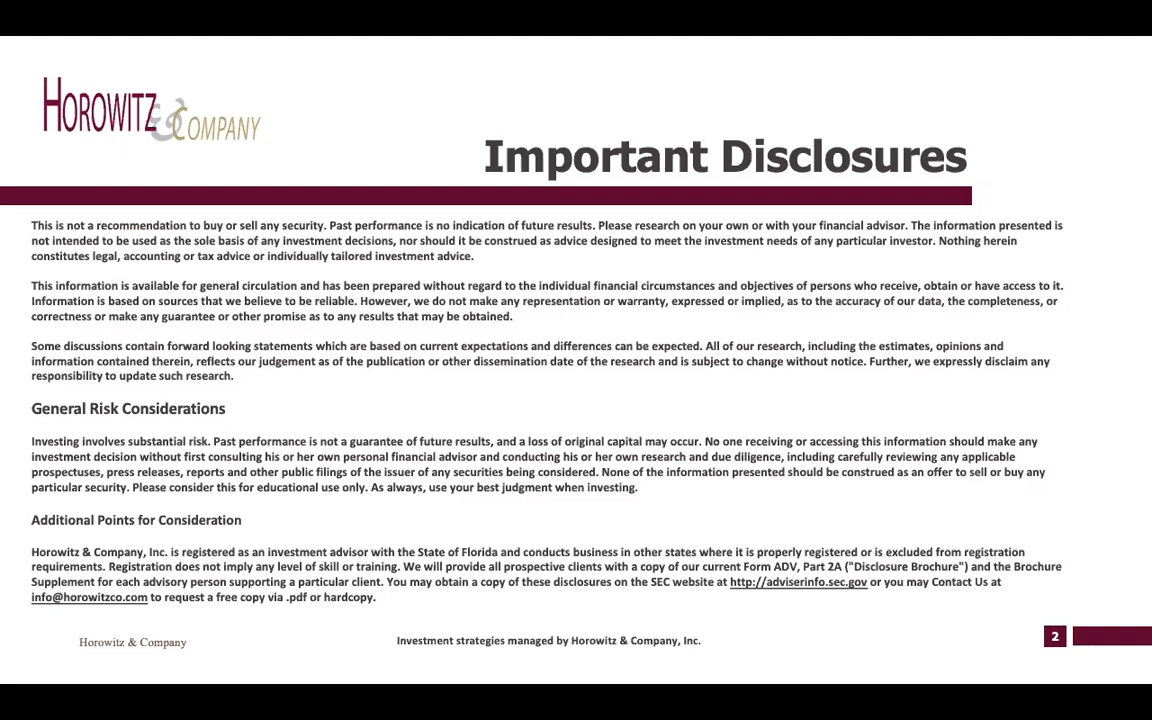 HOROWITZ & COMPANY
Important Disclosures
This is not a recommendation to buy or sell any security. Past performance is no indication of future results. Please research on your own or with your financial advisor. The information presented is
not intended to be used as the sole basis of any investment decisions, nor should it be construed as advice designed to meet the investment needs of any particular investor. Nothing herein
constitutes legal, accounting or tax advice or individually tailored investment advice.
This information is available for general circulation and has been prepared without regard to the individual financial circumstances and objectives of persons who receive, obtain or have access to it.
Information is based on sources that we believe to be reliable. However, we do not make any representation or warranty, expressed or implied, as to the accuracy of our data, the completeness, or
correctness or make any guarantee or other promise as to any results that may be obtained.
Some discussions contain forward looking statements which are based on current expectations and differences can be expected. All of our research, including the estimates, opinions and
information contained therein, reflects our judgement as of the publication or other dissemination date of the research and is subject to change without notice. Further, we expressly disclaim any
responsibility to update such research.
General Risk Considerations
Investing involves substantial risk. Past performance is not a guarantee of future results, and a loss of original capital may occur. No one receiving or accessing this information should make any
investment decision without first consulting his or her own personal financial advisor and conducting his or her own research and due diligence, including carefully reviewing any applicable
prospectuses, press releases, reports and other public filings of the issuer of any securities being considered. None of the information presented should be construed as an offer to sell or buy any
particular security. Please consider this for educational use only. As always, use your best judgment when investing.
Additional Points for Consideration
Horowitz & Company, Inc. is registered as an investment advisor with the State of Florida and conducts business in other states where it is properly registered or is excluded from registration
requirements. Registration does not imply any level of skill or training. We will provide all prospective clients with a copy of our current Form ADV, Part 2A ("Disclosure Brochure") and the Brochure
Supplement for each advisory person supporting a particular client. You may obtain a copy of these disclosures on the SEC website at http://adviserinfo.sec.gov or you may Contact Us at
info@horowitzco.com to request a free copy via .pdf or hardcopy.
Horowitz & Company
Investment strategies managed by Horowitz & Company, Inc.
2